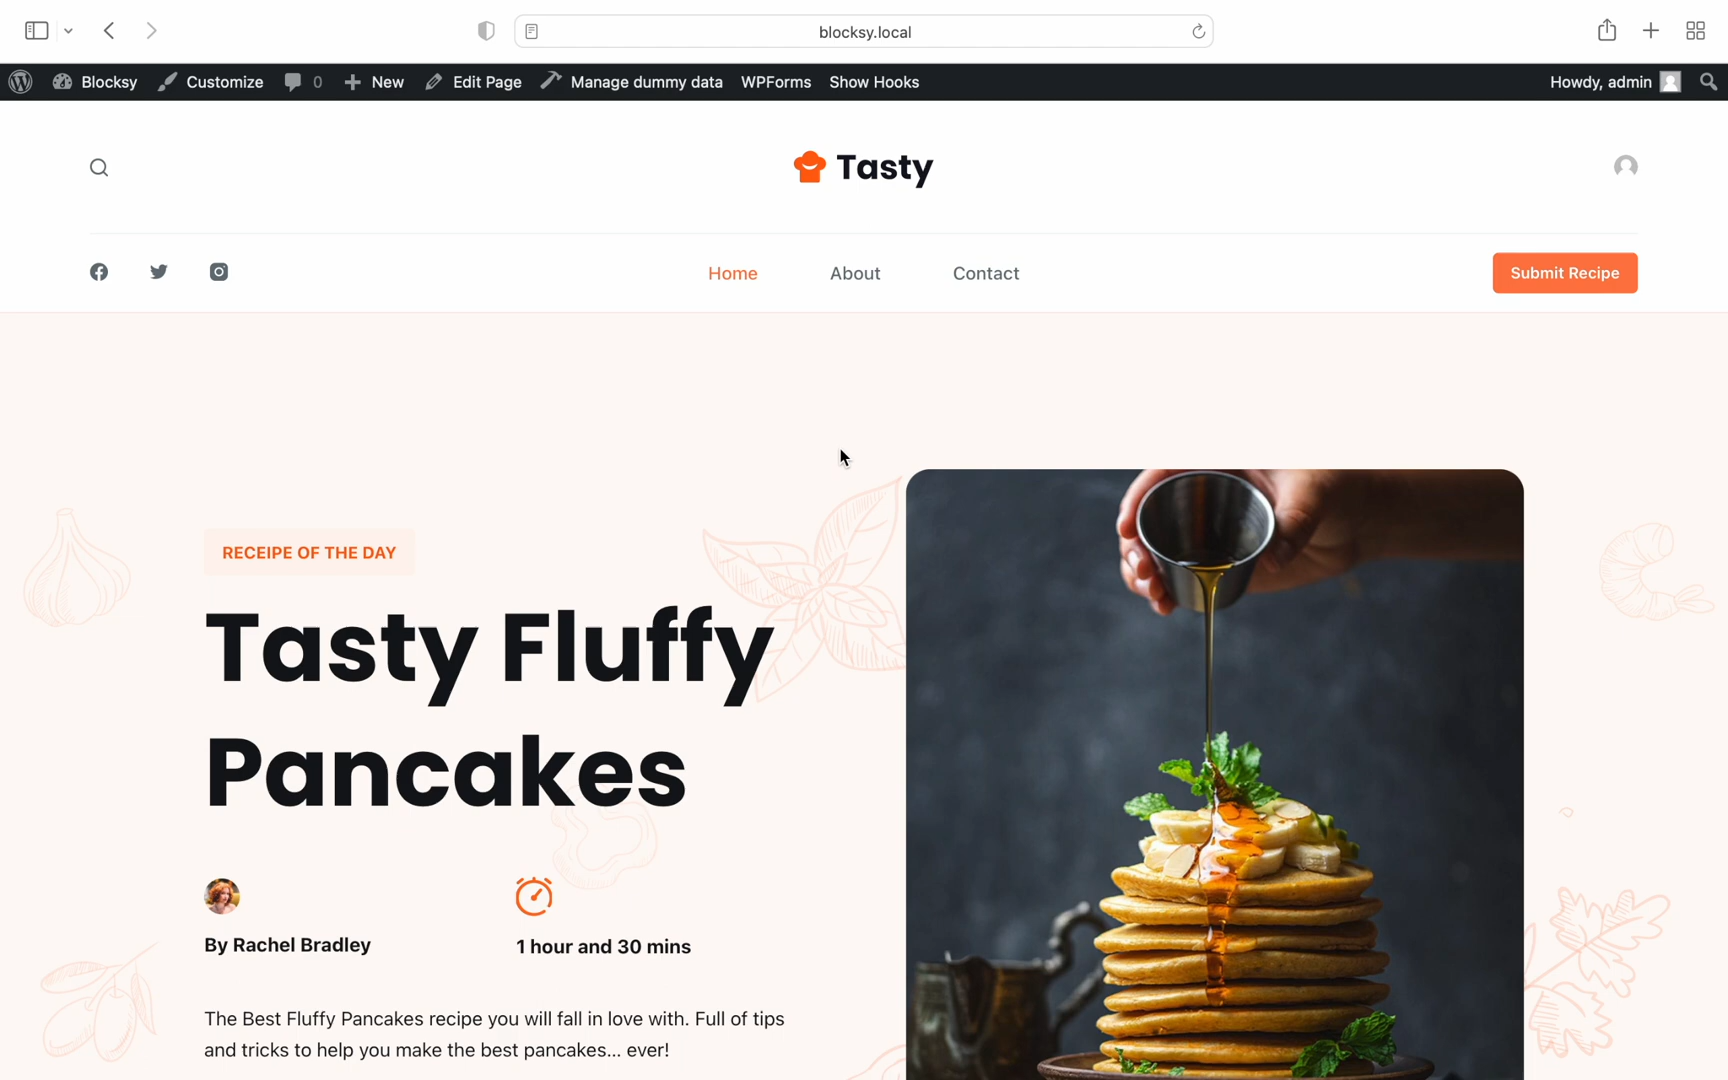 blocksy.local
Blocksy Customize 0 New Edit Page Manage dummy data WPForms Show Hooks Howdy, admin
Tasty
Home About Contact Submit Recipe
RECEIPE OF THE DAY
Tasty Fluffy
Pancakes
By Rachel Bradley 1 hour and 30 mins
The Best Fluffy Pancakes recipe you will fall in love with. Full of tips
and tricks to help you make the best pancakes... ever!